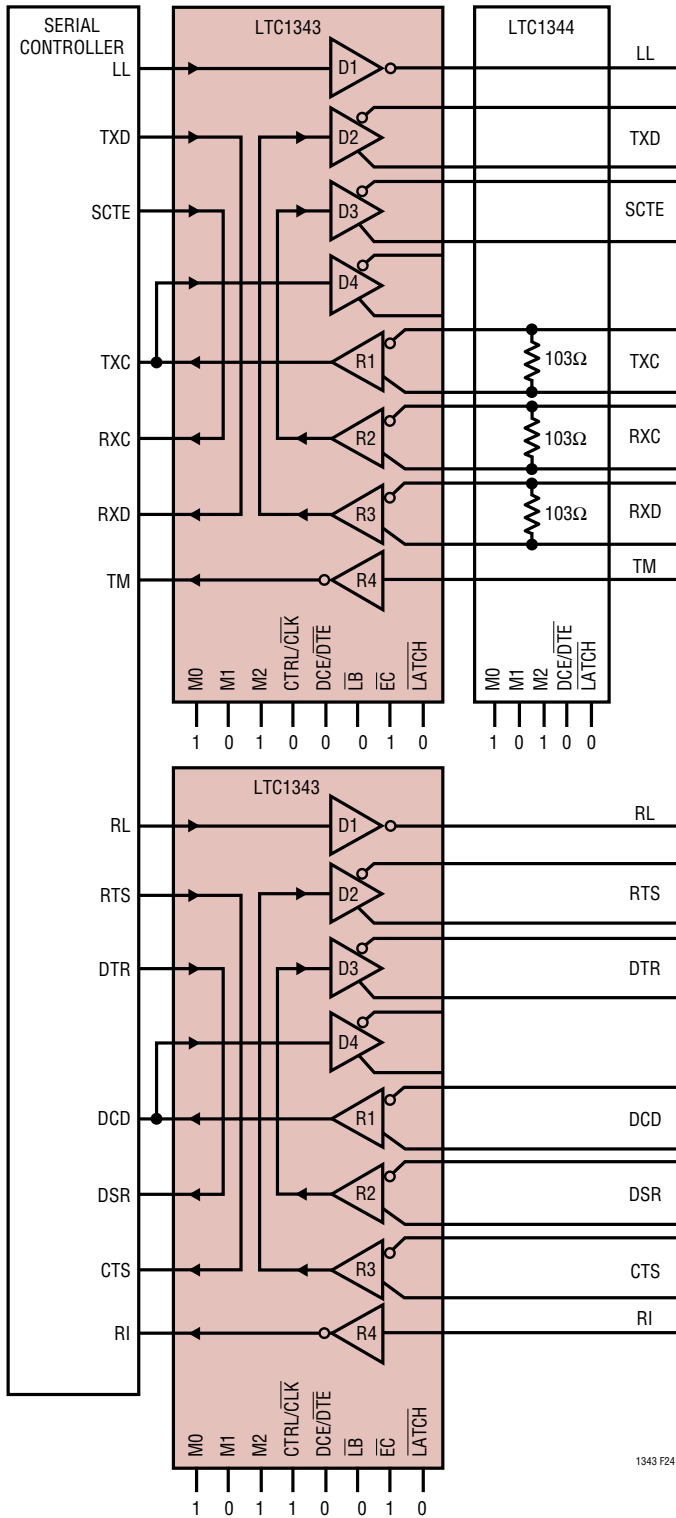 SERIAL
CONTROLLER
LTC1343
LTC1344
LL
D1
LL
TXD
D2
TXD
SCTE
D3
SCTE
D4
TXC
R1
103Ω
TXC
RXC
R2
103Ω
RXC
RXD
R3
103Ω
RXD
TM
R4
TM
M0
M1
M2
CTRL/CLK
DCE/DTE
LB
EC
LATCH
M0
M1
M2
DCE/DTE
LATCH
1 0 1 0 0 0 1 0
1 0 1 0 0
LTC1343
RL
D1
RL
RTS
D2
RTS
DTR
D3
DTR
D4
DCD
R1
DCD
DSR
R2
DSR
CTS
R3
CTS
RI
R4
RI
M0
M1
M2
CTRL/CLK
DCE/DTE
LB
EC
LATCH
1343 F24
1 0 1 1 0 0 1 0